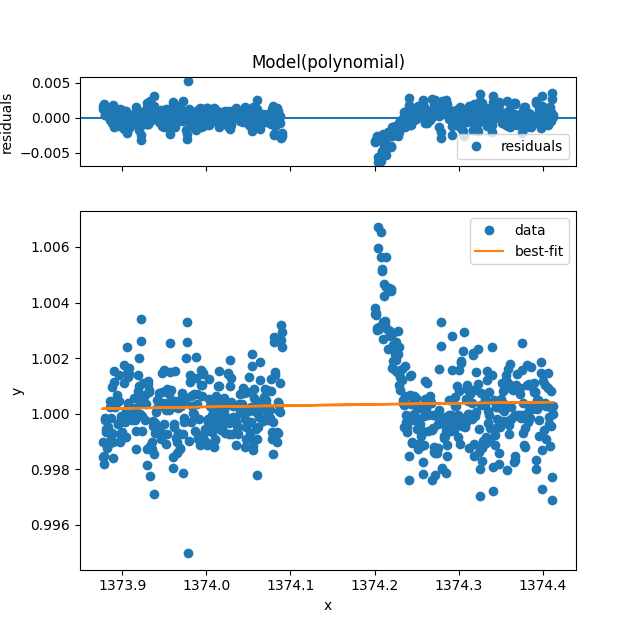 Model(polynomial)
residuals
0.005
0.000
−0.005
residuals
y
1.006
1.004
1.002
1.000
0.998
0.996
data
best-fit
1373.9 1374.0 1374.1 1374.2 1374.3 1374.4
x